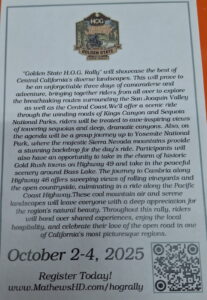 HOG
GOLDEN STATE
"Golden State H.O.G. Rally" will showcase the best of
Central California's diverse landscapes. This will prove to
be an unforgettable three days of camaraderie and
adventure, bringing together riders from all over to explore
the breathtaking routes surrounding the San Joaquin Valley
as well as the Central Coast. We'll offer a scenic ride
through the winding roads of Kings Canyon and Sequoia
National Parks, riders will be treated to awe-inspiring views
of towering sequoias and deep, dramatic canyons. Also, on
the agenda will be a group journey up to Yosemite National
Park, where the majestic Sierra Nevada mountains provide
a stunning backdrop for the day's ride. Participants will
also have an opportunity to take in the charm of historic
Gold Rush towns on Highway 49 and take in the peaceful
scenery around Bass Lake. The journey to Cambria along
Highway 46 offers sweeping views of rolling vineyards and
the open countryside, culminating in a ride along the Pacific
Coast Highway. These cool mountain air and serene
landscapes will leave everyone with a deep appreciation for
the region's natural beauty. Throughout this rally, riders
will bond over shared experiences, enjoy the local
hospitality, and celebrate their love of the open road in one
of California's most picturesque regions.
October 2-4, 2025
Register Today!
www.MathewsHD.com/hogrally